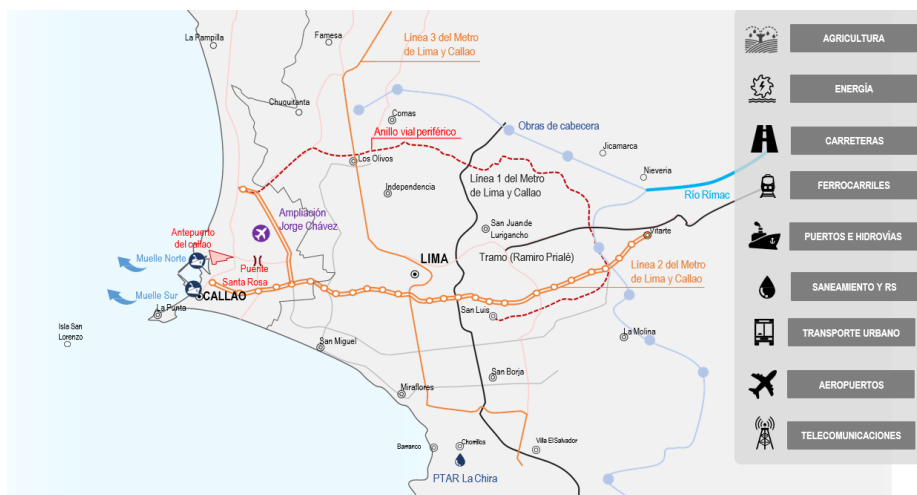 La Pampilla
Famesa
Línea 3 del Metro
de Lima y Callao
Chuquitanta
Comas
Obras de cabecera
Anillo vial periférico
Jicamarca
Los Olivos
Nieveria
Línea 1 del Metro
de Lima y Callao
Independencia
Río Rímac
Ampliación
Jorge Chávez
San Juan de
Lurigancho
Vitarte
Antepuerto
del callao
Tramo (Ramiro Prialé)
Muelle Norte
LIMA
Puente
Santa Rosa
Línea 2 del Metro
de Lima y Callao
Muelle Sur
CALLAO
La Punta
San Luis
Isla San
Lorenzo
San Miguel
La Molina
San Borja
Miraflores
Barranco
Chorrillos
Villa El Salvador
PTAR La Chira
AGRICULTURA
ENERGÍA
CARRETERAS
FERROCARRILES
PUERTOS E HIDROVÍAS
SANEAMIENTO Y RS
TRANSPORTE URBANO
AEROPUERTOS
TELECOMUNICACIONES